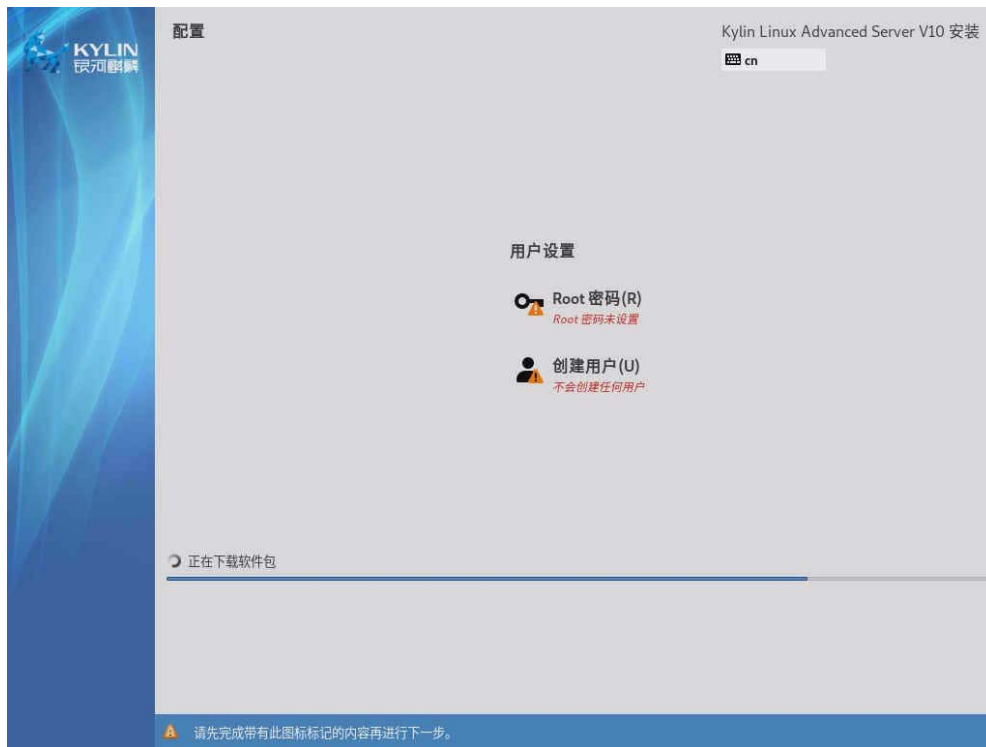 KYLIN
银河麒麟
配置
Kylin Linux Advanced Server V10 安装
cn
用户设置
Root 密码(R)
Root 密码未设置
创建用户(U)
不会创建任何用户
正在下载软件包
请先完成带有此图标标记的内容再进行下一步。